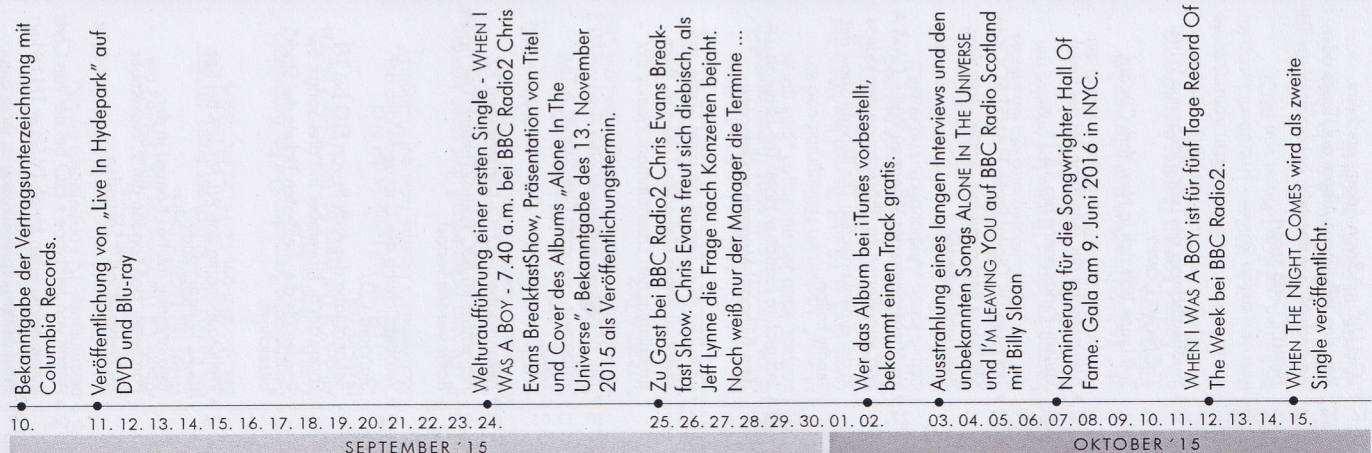 Bekanntgabe der Vertragsunterzeichnung mit
Columbia Records.
Veröffentlichung von „Live In Hydepark” auf
DVD und Blu-ray
Welturaufführung einer ersten Single - WHEN I
WAS A BOY - 7.40 a.m. bei BBC Radio2 Chris
Evans BreakfastShow, Präsentation von Titel
und Cover des Albums „Alone In The
Universe”, Bekanntgabe des 13. November
2015 als Veröffentlichungstermin.
Zu Gast bei BBC Radio2 Chris Evans Break-
fast Show. Chris Evans freut sich diebisch, als
Jeff Lynne die Frage nach Konzerten bejaht.
Noch weiß nur der Manager die Termine ...
Wer das Album bei iTunes vorbestellt,
bekommt einen Track gratis.
Ausstrahlung eines langen Interviews und den
unbekannten Songs ALONE IN THE UNIVERSE
und I'M LEAVING YOU auf BBC Radio Scotland
mit Billy Sloan
Nominierung für die Songwrighter Hall Of
Fame. Gala am 9. Juni 2016 in NYC.
WHEN I WAS A BOY ist für fünf Tage Record Of
The Week bei BBC Radio2.
WHEN THE NIGHT COMES wird als zweite
Single veröffentlicht.
10. 11. 12. 13. 14. 15. 16. 17. 18. 19. 20. 21. 22. 23. 24. 25. 26. 27. 28. 29. 30. 01. 02. 03. 04. 05. 06. 07. 08. 09. 10. 11. 12. 13. 14. 15.
SEPTEMBER ´15 OKTOBER ´15